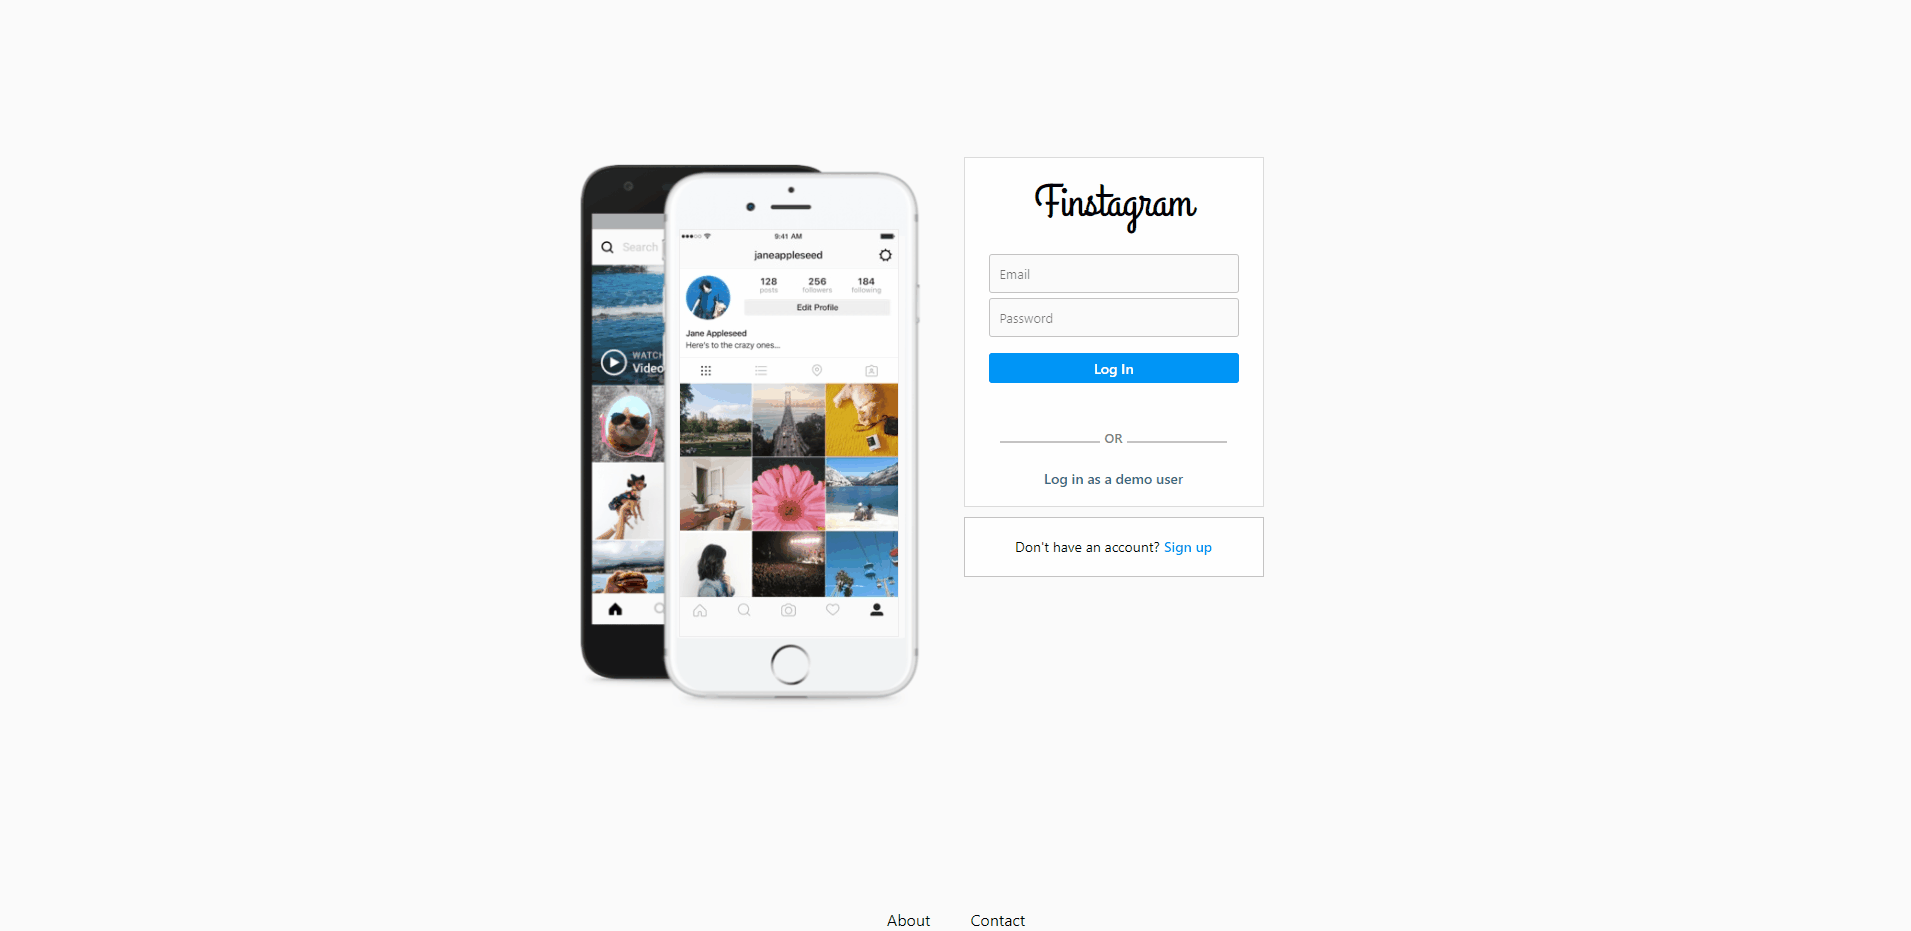 Search
WATCH
Video
9:41 AM
janeappleseed
128
posts
256
followers
184
following
Edit Profile
Jane Appleseed
Here's to the crazy ones...
Finstagram
Email
Password
Log In
OR
Log in as a demo user
Don't have an account? Sign up
About
Contact